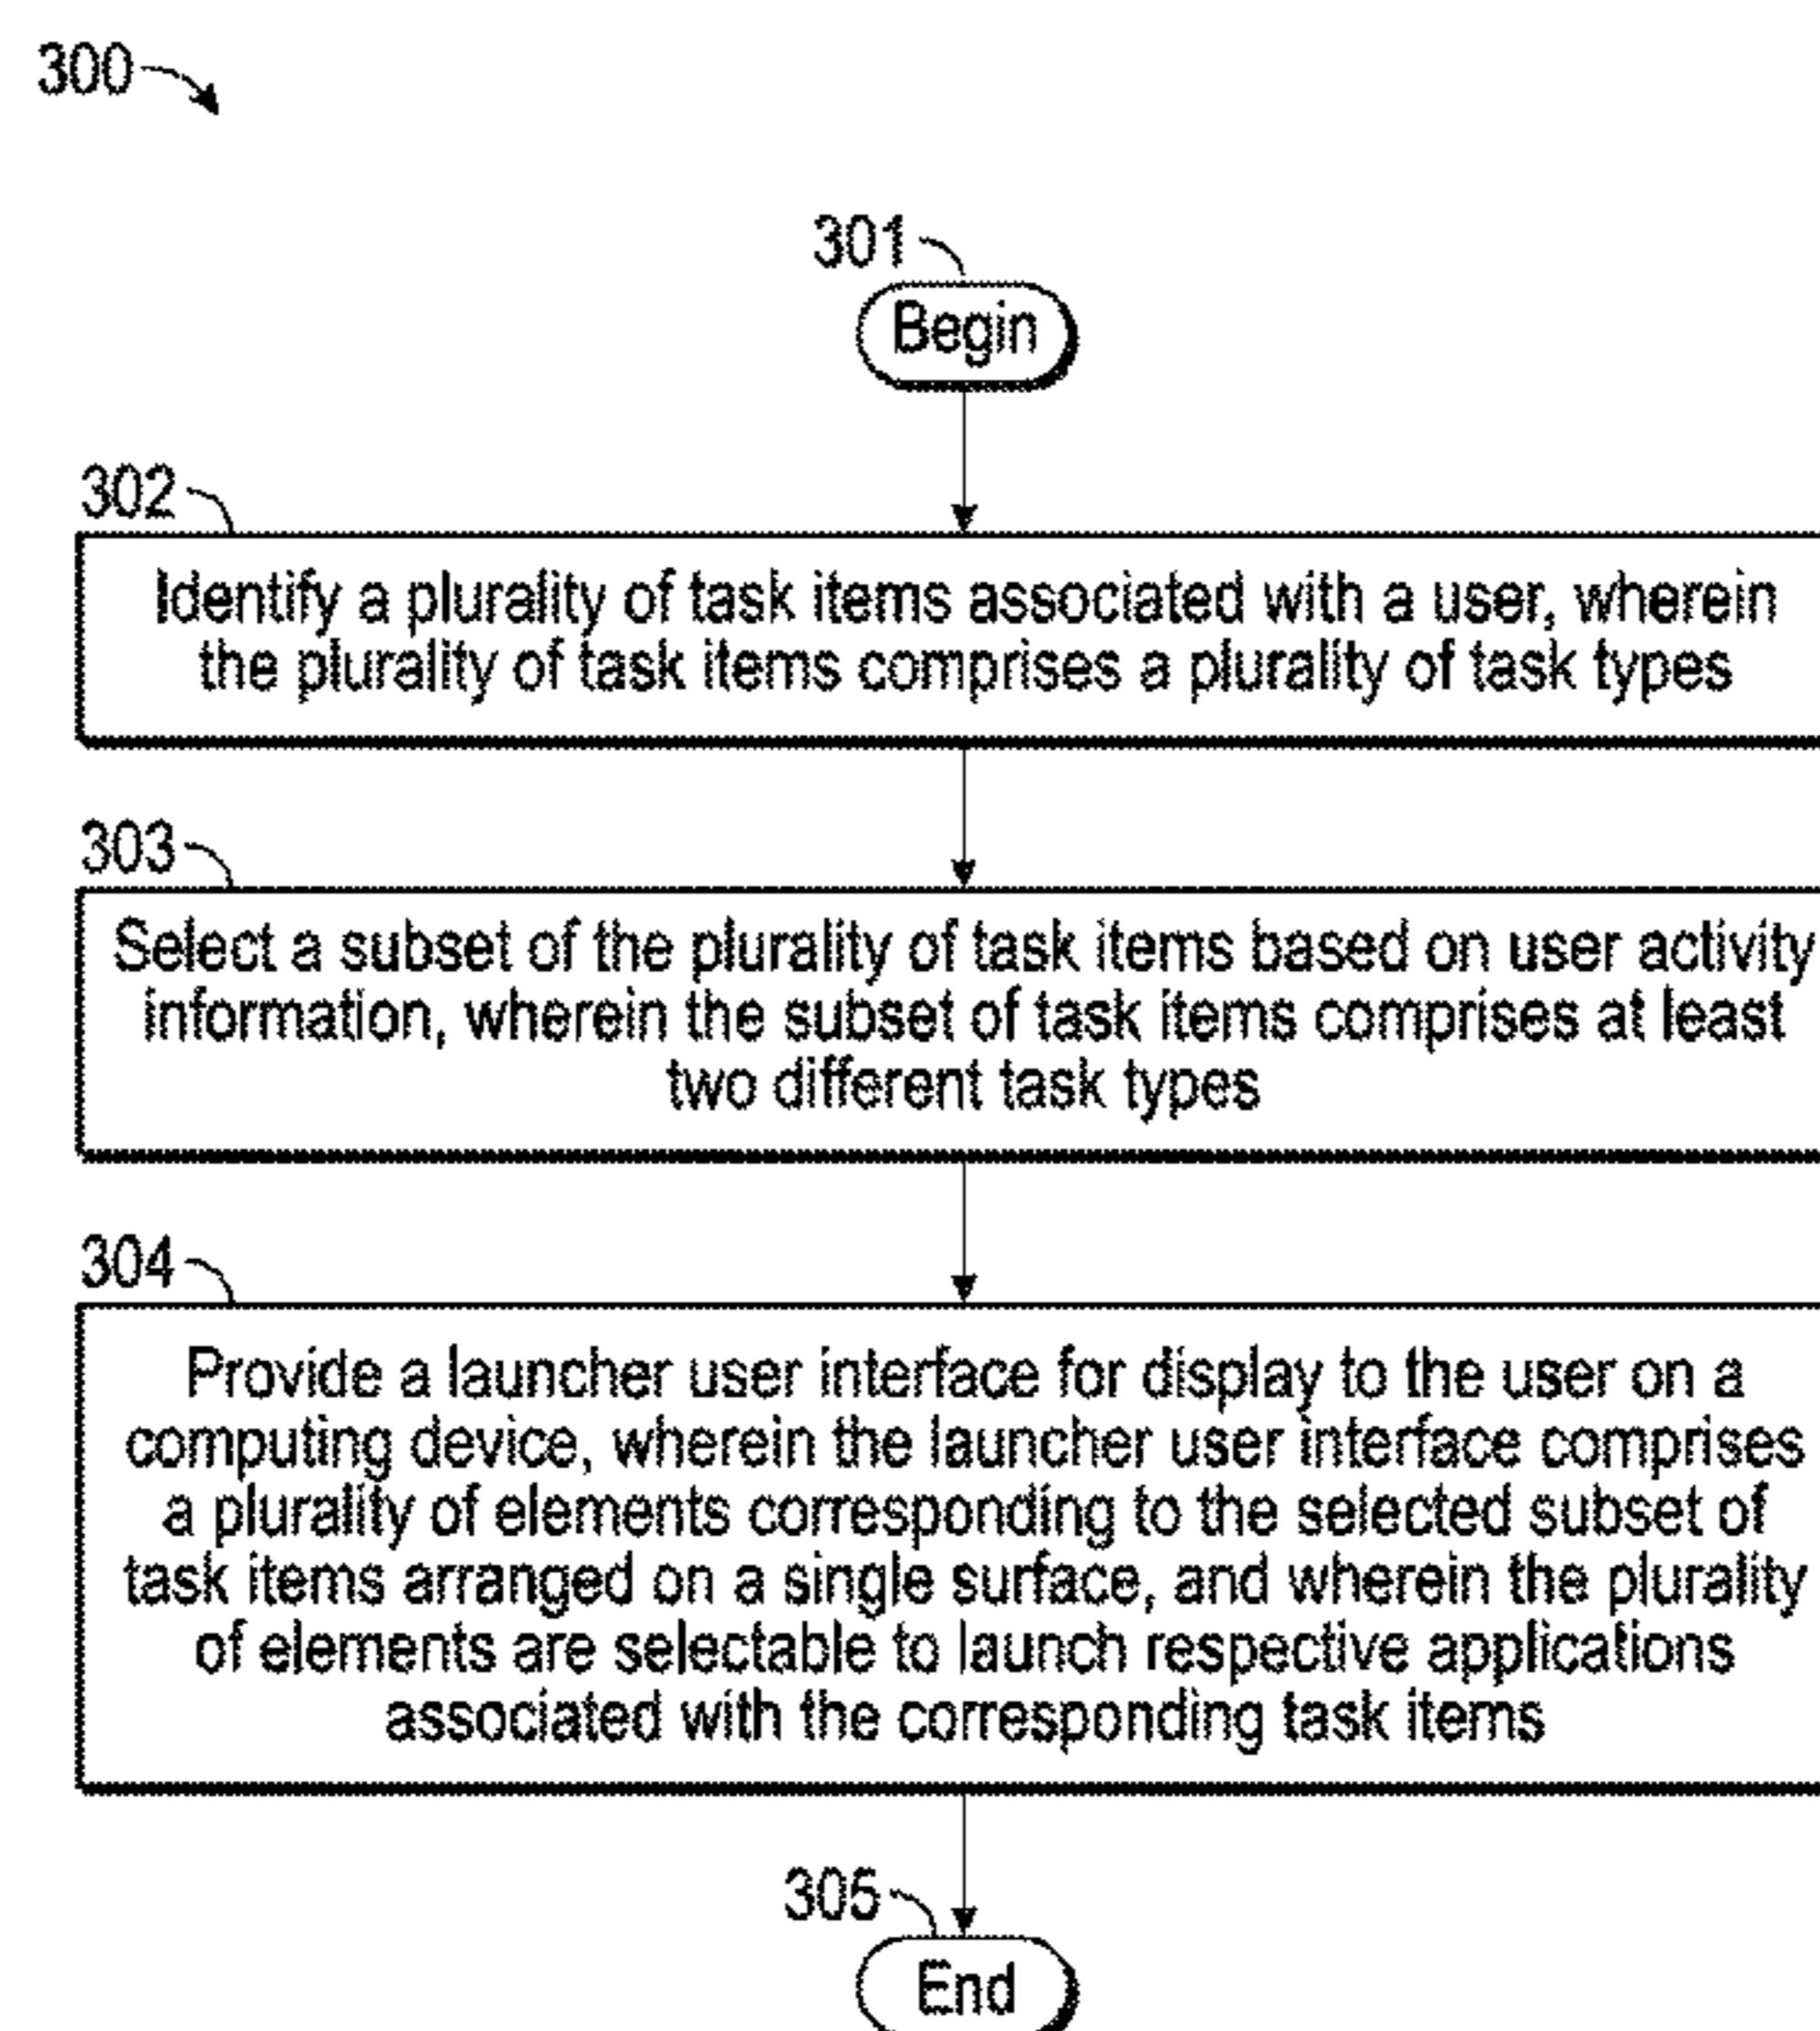 300
301
Begin
302
Identify a plurality of task items associated with a user, wherein
the plurality of task items comprises a plurality of task types
303
Select a subset of the plurality of task items based on user activity
information, wherein the subset of task items comprises at least
two different task types
304
Provide a launcher user interface for display to the user on a
computing device, wherein the launcher user interface comprises
a plurality of elements corresponding to the selected subset of
task items arranged on a single surface, and wherein the plurality
of elements are selectable to launch respective applications
associated with the corresponding task items
305
End